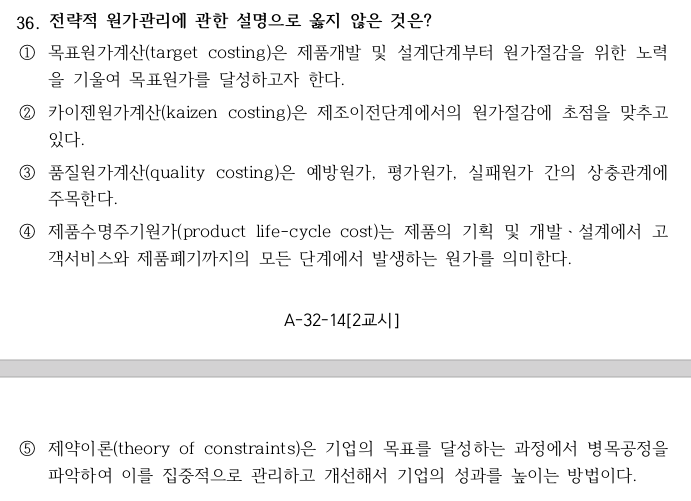 36. 전략적 원가관리에 관한 설명으로 옳지 않은 것은?
① 목표원가계산(target costing)은 제품개발 및 설계단계부터 원가절감을 위한 노력
을 기울여 목표원가를 달성하고자 한다.
② 카이젠원가계산(kaizen costing)은 제조이전단계에서의 원가절감에 초점을 맞추고
있다.
③ 품질원가계산(quality costing)은 예방원가, 평가원가, 실패원가 간의 상충관계에
주목한다.
④ 제품수명주기원가(product life-cycle cost)는 제품의 기획 및 개발·설계에서 고
객서비스와 제품폐기까지의 모든 단계에서 발생하는 원가를 의미한다.
A-32-14[2교시]
⑤ 제약이론(theory of constraints)은 기업의 목표를 달성하는 과정에서 병목공정을
파악하여 이를 집중적으로 관리하고 개선해서 기업의 성과를 높이는 방법이다.